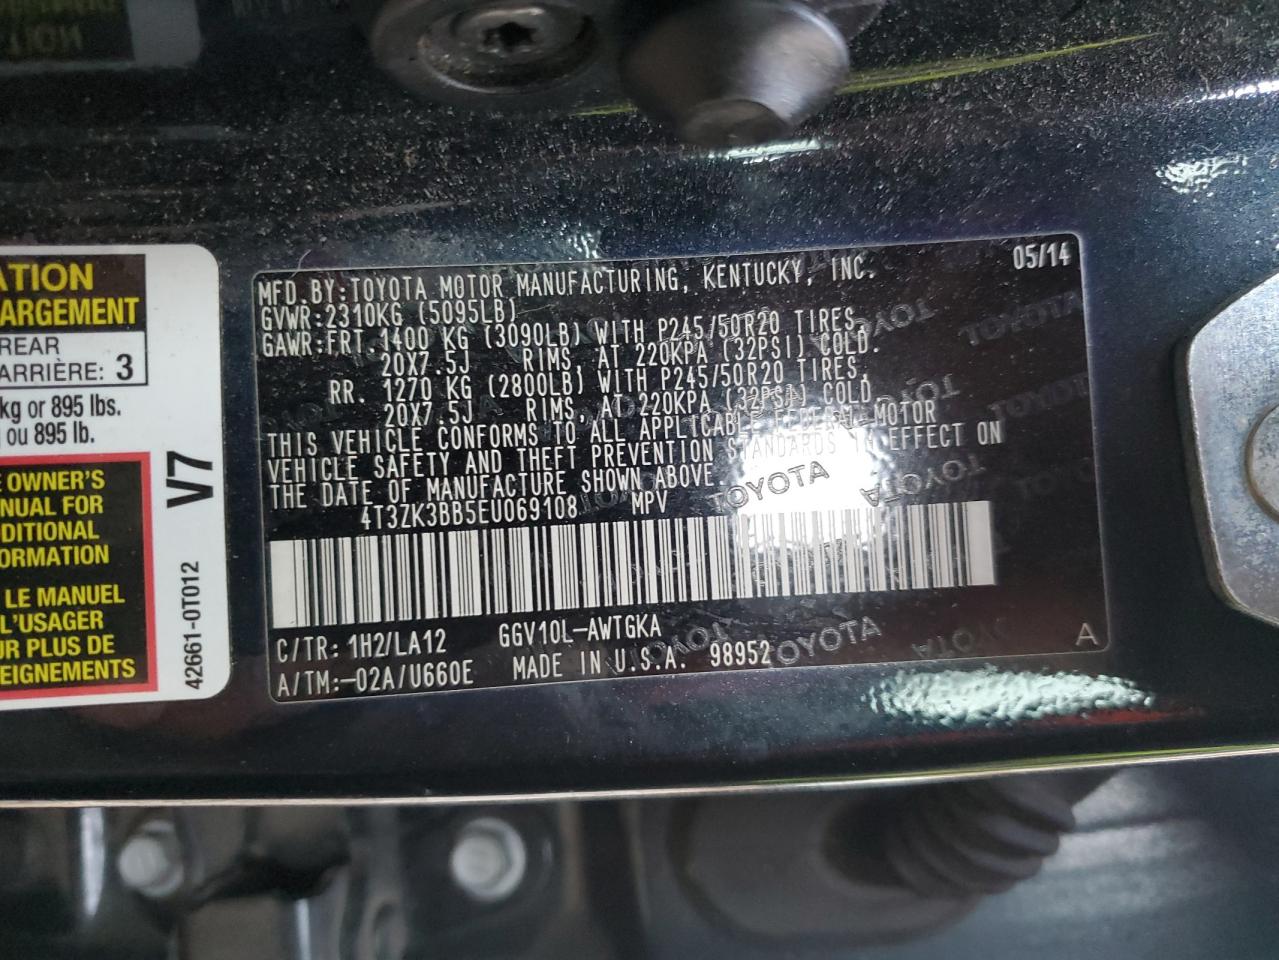 ATION
ARGEMENT
REAR
ARRIÈRE: 3
kg or 895 lbs.
ou 895 lb.
OWNER'S
NUAL FOR
DITIONAL
FORMATION
LE MANUEL
L'USAGER
UR PLUS DE
SEIGNEMENTS
V7
42661-0T012
05/14
MFD.BY:TOYOTA MOTOR MANUFACTURING, KENTUCKY, INC.
GVWR:2310KG (5095LB)
GAWR:FRT.1400 KG (3090LB) WITH P245/50R20 TIRES,
20X7.5J RIMS, AT 220KPA (32PSI) COLD.
RR. 1270 KG (2800LB) WITH P245/50R20 TIRES,
20X7.5J RIMS, AT 220KPA (32PSI) COLD.
THIS VEHICLE CONFORMS TO ALL APPLICABLE FEDERAL MOTOR
VEHICLE SAFETY AND THEFT PREVENTION STANDARDS IN EFFECT ON
THE DATE OF MANUFACTURE SHOWN ABOVE.
4T3ZK3BB5EU069108 MPV
C/TR: 1H2/LA12 GGV10L-AWTGKA
A/TM:-02A/U660E MADE IN U.S.A. 98952
A
TOYOTA